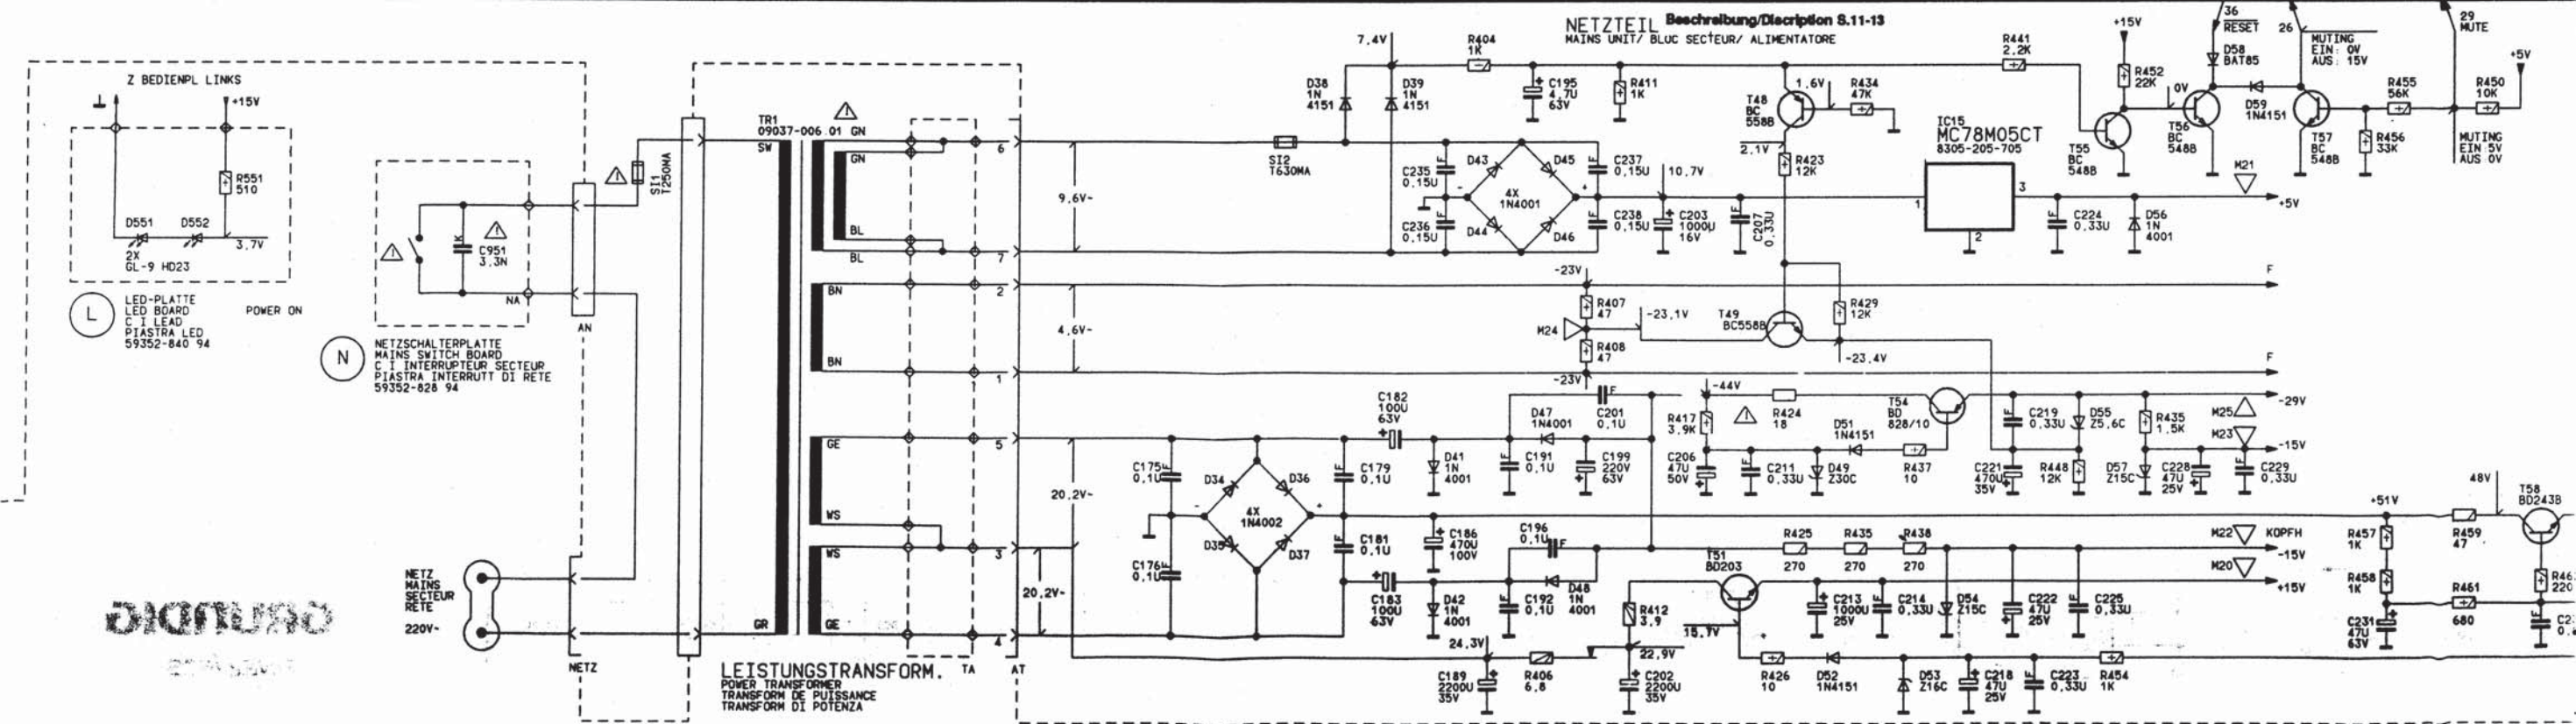 NETZTEIL Beschreibung/Discription S.11-13
MAINS UNIT/ BLOC SECTEUR/ ALIMENTATORE
Z BEDIENPL LINKS
+15V
R551
510
D551
D552
3,7V
2X
GL-9 HD23
L
LED-PLATTE
LED BOARD
C I LEAD
PIASTRA LED
59352-840 94
POWER ON
C951
3,3N
NA
AN
N
NETZSCHALTERPLATTE
MAINS SWITCH BOARD
C I INTERRUPTEUR SECTEUR
PIASTRA INTERRUTT DI RETE
59352-828 94
SI1
T250MA
NETZ
MAINS
SECTEUR
RETE
220V~
NETZ
GRUNDIG
TR1
09037-006.01
SW
GR
GN
GN
BL
BL
BN
BN
GE
WS
WS
GE
6
7
2
1
5
3
4
TA
AT
LEISTUNGSTRANSFORM.
POWER TRANSFORMER
TRANSFORM DE PUISSANCE
TRANSFORM DI POTENZA
9,6V~
4,6V~
20,2V~
20,2V~
SI2
T630MA
7,4V
D38
1N
4151
D39
1N
4151
R404
1K
C195
4,7U
63V
R411
1K
C235
0,15U
C236
0,15U
D43
D45
4X
1N4001
D44
D46
C237
0,15U
C238
0,15U
10,7V
C203
1000U
16V
C207
0,33U
T48
BC
558B
1,6V
R434
47K
2,1V
R423
12K
IC15
MC78M05CT
8305-205-705
1
2
3
C224
0,33U
D56
1N
4001
M21
+5V
R441
2,2K
T55
BC
548B
+15V
R452
22K
0V
T56
BC
548B
36
RESET
D58
BAT85
D59
1N4151
26
MUTING
EIN: 0V
AUS: 15V
T57
BC
548B
R455
56K
R456
33K
29
MUTE
R450
10K
+5V
MUTING
EIN 5V
AUS 0V
-23V
R407
47
M24
R408
47
-23V
-23,1V
T49
BC558B
R429
12K
-23,4V
F
F
C182
100U
63V
D41
1N
4001
C191
0,1U
D47
1N4001
C201
0,1U
C199
220V
63V
R417
3,9K
-44V
R424
18
T54
BD
828/10
C206
47U
50V
C211
0,33U
D49
Z30C
D51
1N4151
R437
10
C219
0,33U
D55
Z5,6C
R435
1,5K
C221
470U
35V
R448
12K
D57
Z15C
C228
47U
25V
C229
0,33U
M25
-29V
M23
-15V
C175
0,1U
C176
0,1U
D34
D36
4X
1N4002
D35
D37
C179
0,1U
C181
0,1U
C183
100U
63V
C186
470U
100V
D42
1N
4001
C196
0,1U
C192
0,1U
D48
1N
4001
24,3V
C189
2200U
35V
R406
6,8
R412
3,9
22,9V
C202
2200U
35V
T51
BD203
15,7V
R425
270
R435
270
R438
270
R426
10
D52
1N4151
C213
1000U
25V
C214
0,33U
D54
Z15C
C222
47U
25V
C225
0,33U
D53
Z16C
C218
47U
25V
C223
0,33U
R454
1K
M22
KOPFH
-15V
M20
+15V
+51V
R457
1K
R458
1K
C231
47U
63V
R459
47
R461
680
48V
T58
BD243B
220